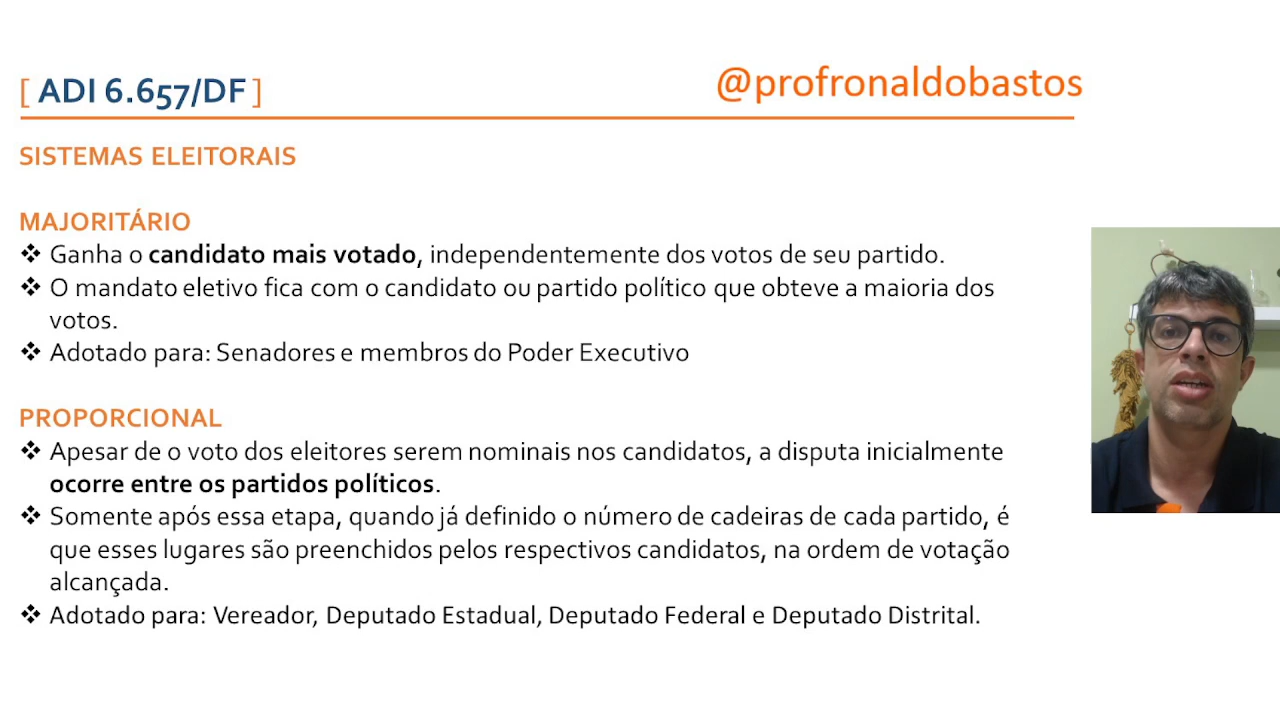 [ ADI 6.657/DF ]
@profronaldobastos
SISTEMAS ELEITORAIS
MAJORITÁRIO
❖ Ganha o candidato mais votado, independentemente dos votos de seu partido.
❖ O mandato eletivo fica com o candidato ou partido político que obteve a maioria dos
votos.
❖ Adotado para: Senadores e membros do Poder Executivo
PROPORCIONAL
❖ Apesar de o voto dos eleitores serem nominais nos candidatos, a disputa inicialmente
ocorre entre os partidos políticos.
❖ Somente após essa etapa, quando já definido o número de cadeiras de cada partido, é
que esses lugares são preenchidos pelos respectivos candidatos, na ordem de votação
alcançada.
❖ Adotado para: Vereador, Deputado Estadual, Deputado Federal e Deputado Distrital.